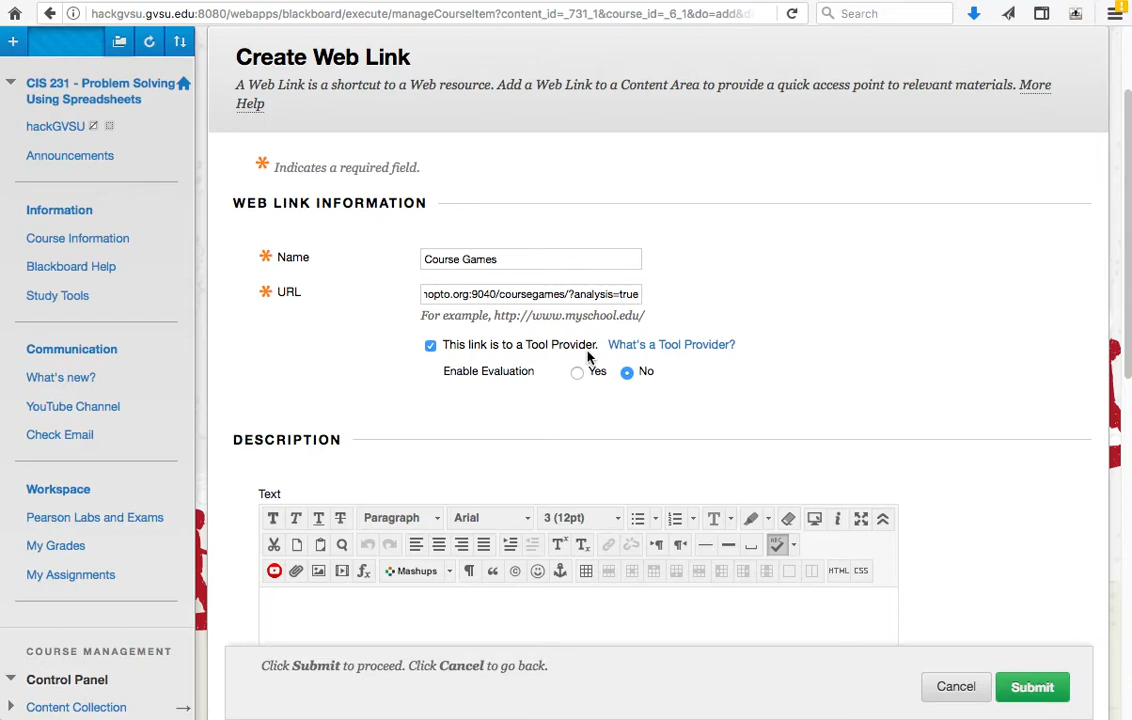 hackgvsu.gvsu.edu:8080/webapps/blackboard/execute/manageCourseItem?content_id=_731_1&course_id=_6_1&do=add&d
Search
CIS 231 - Problem Solving
Using Spreadsheets
hackGVSU
Announcements
Information
Course Information
Blackboard Help
Study Tools
Communication
What's new?
YouTube Channel
Check Email
Workspace
Pearson Labs and Exams
My Grades
My Assignments
COURSE MANAGEMENT
Control Panel
Content Collection
Create Web Link
A Web Link is a shortcut to a Web resource. Add a Web Link to a Content Area to provide a quick access point to relevant materials. More
Help
* Indicates a required field.
WEB LINK INFORMATION
* Name
Course Games
* URL
nopto.org:9040/coursegames/?analysis=true
For example, http://www.myschool.edu/
This link is to a Tool Provider. What's a Tool Provider?
Enable Evaluation Yes No
DESCRIPTION
Text
T T T T Paragraph Arial 3 (12pt)
Mashups HTML CSS
Click Submit to proceed. Click Cancel to go back.
Cancel Submit